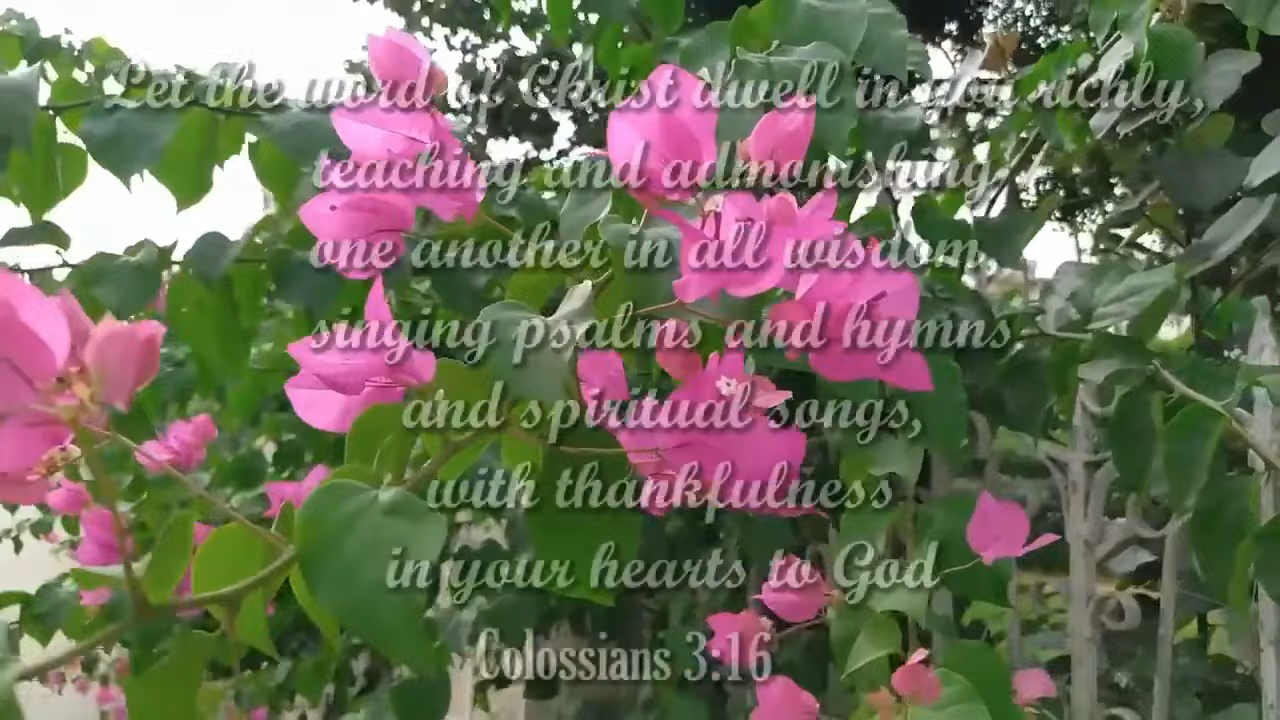 Let the word of Christ dwell in you richly,
teaching and admonishing
one another in all wisdom
singing psalms and hymns
and spiritual songs,
with thankfulness
in your hearts to God
Colossians 3:16